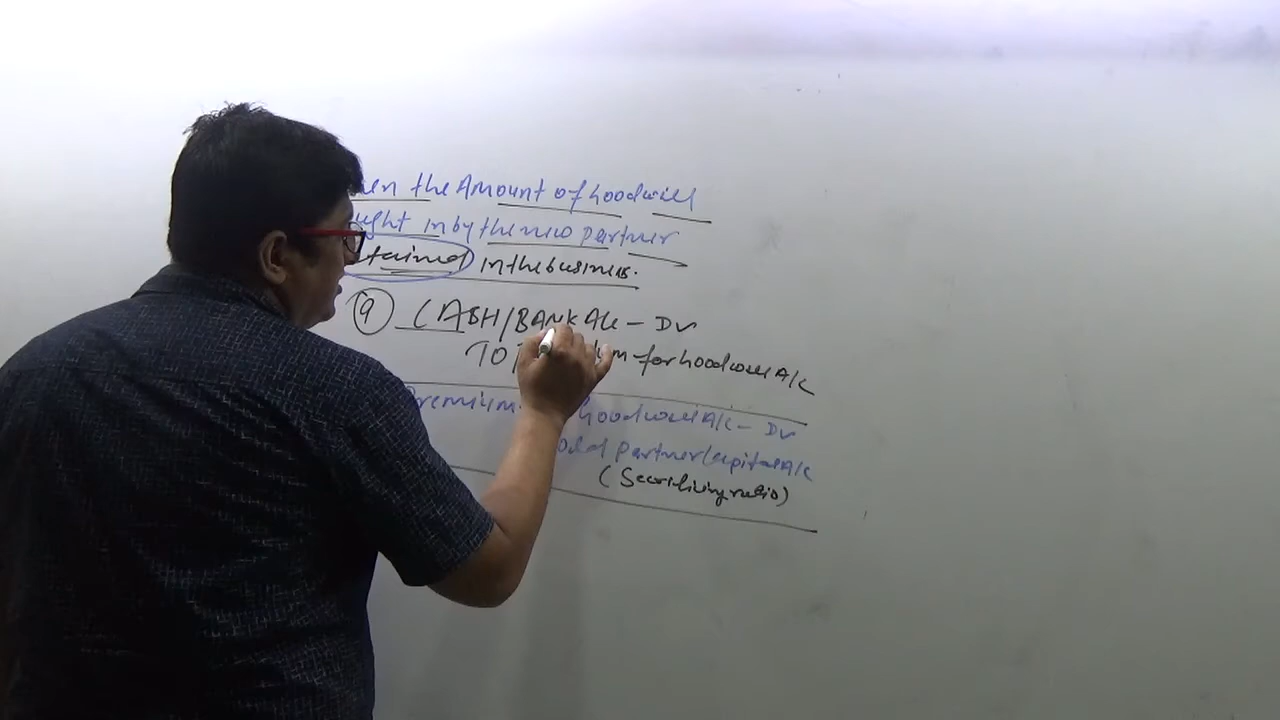 the Amount of Goodwill
in by the new partner
in the business.
(a) CASH/BANK A/c - Dr
TO for Goodwill A/c
Goodwill A/c - Dr
partner capital A/c
(Sacrificing ratio)